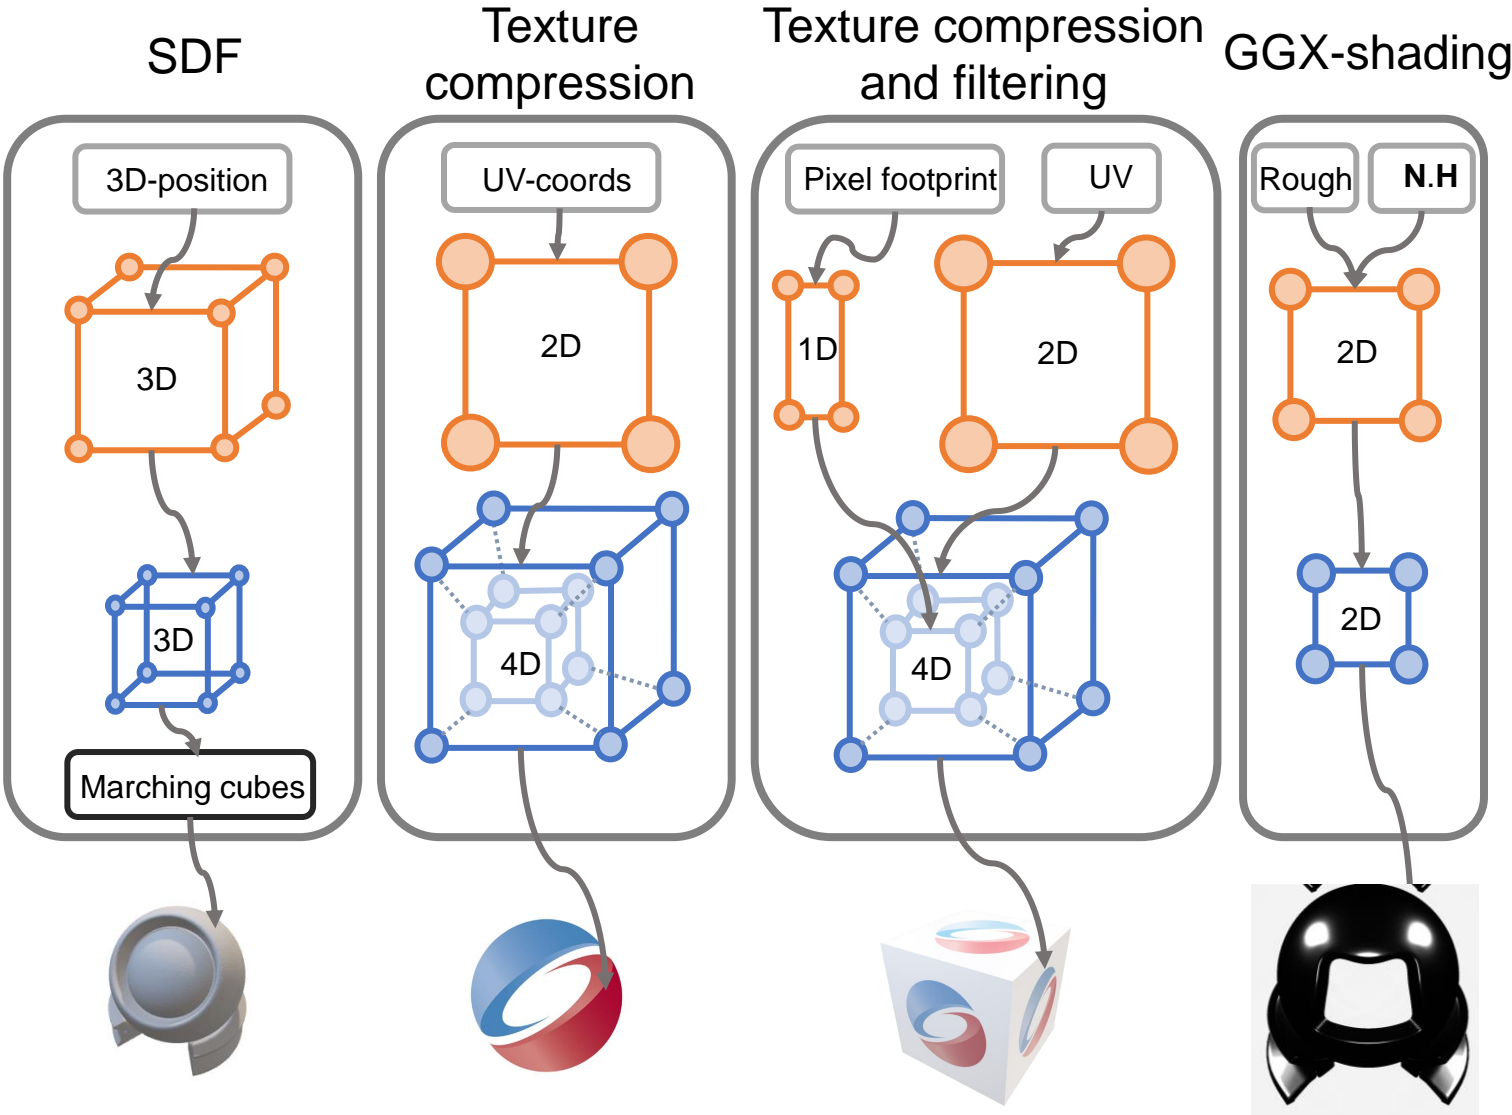 SDF
Texture
compression
Texture compression
and filtering
GGX-shading
3D-position
UV-coords
Pixel footprint
UV
Rough
N.H
3D
2D
1D
2D
2D
3D
4D
4D
2D
Marching cubes